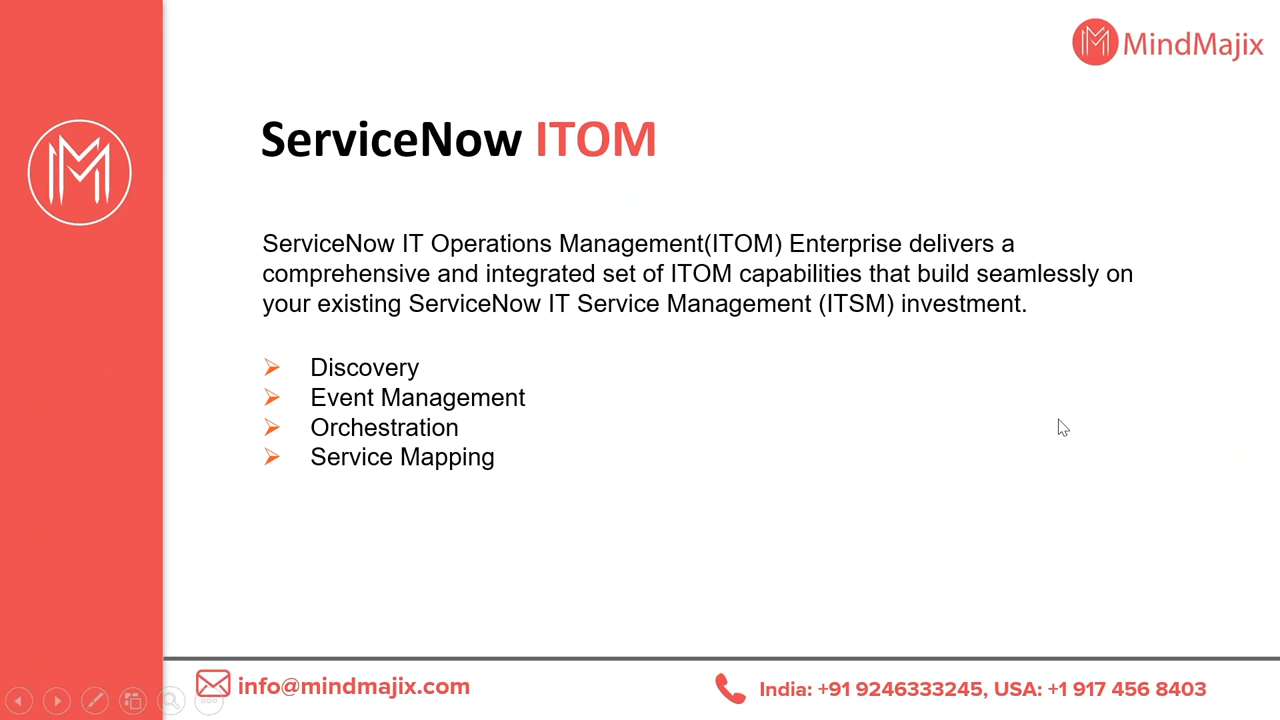 MindMajix
ServiceNow ITOM
ServiceNow IT Operations Management(ITOM) Enterprise delivers a
comprehensive and integrated set of ITOM capabilities that build seamlessly on
your existing ServiceNow IT Service Management (ITSM) investment.
Discovery
Event Management
Orchestration
Service Mapping
info@mindmajix.com
India: +91 9246333245, USA: +1 917 456 8403